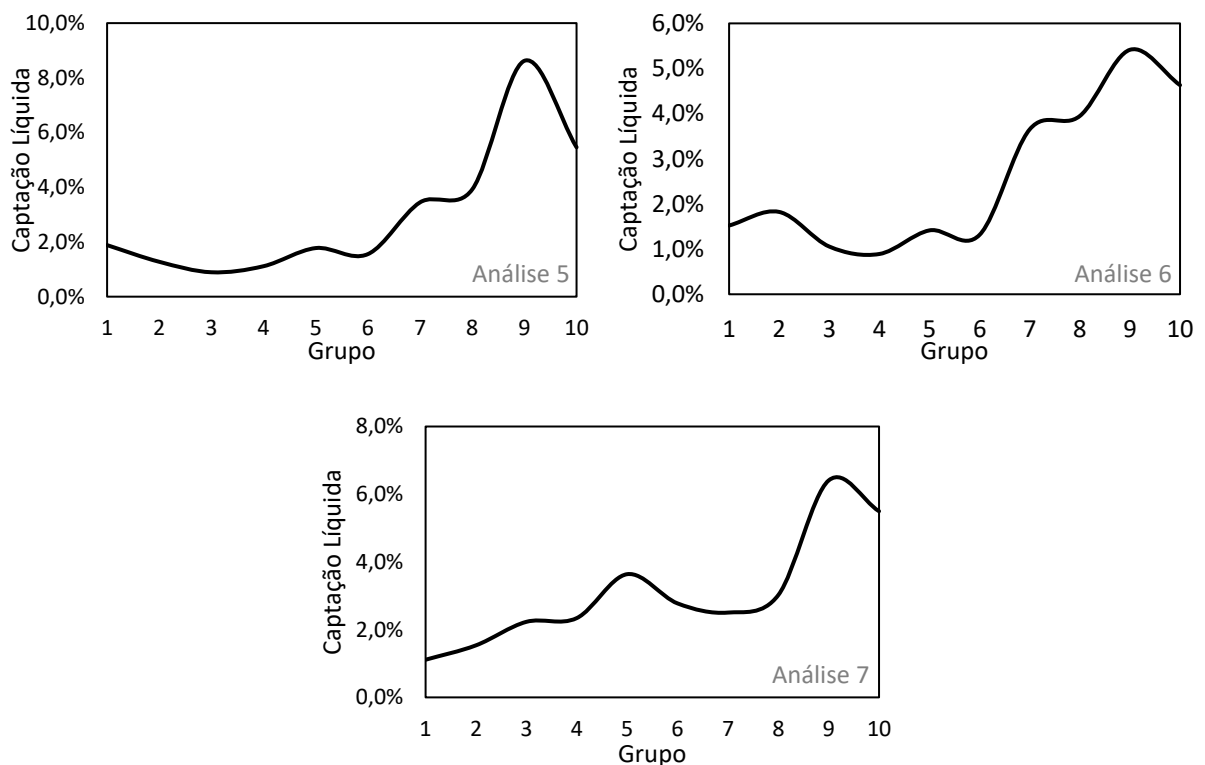 Captação Líquida
10,0%
8,0%
6,0%
4,0%
2,0%
0,0%
Análise 5
1 2 3 4 5 6 7 8 9 10
Grupo
Captação Líquida
6,0%
5,0%
4,0%
3,0%
2,0%
1,0%
0,0%
Análise 6
1 2 3 4 5 6 7 8 9 10
Grupo
Captação Líquida
8,0%
6,0%
4,0%
2,0%
0,0%
Análise 7
1 2 3 4 5 6 7 8 9 10
Grupo